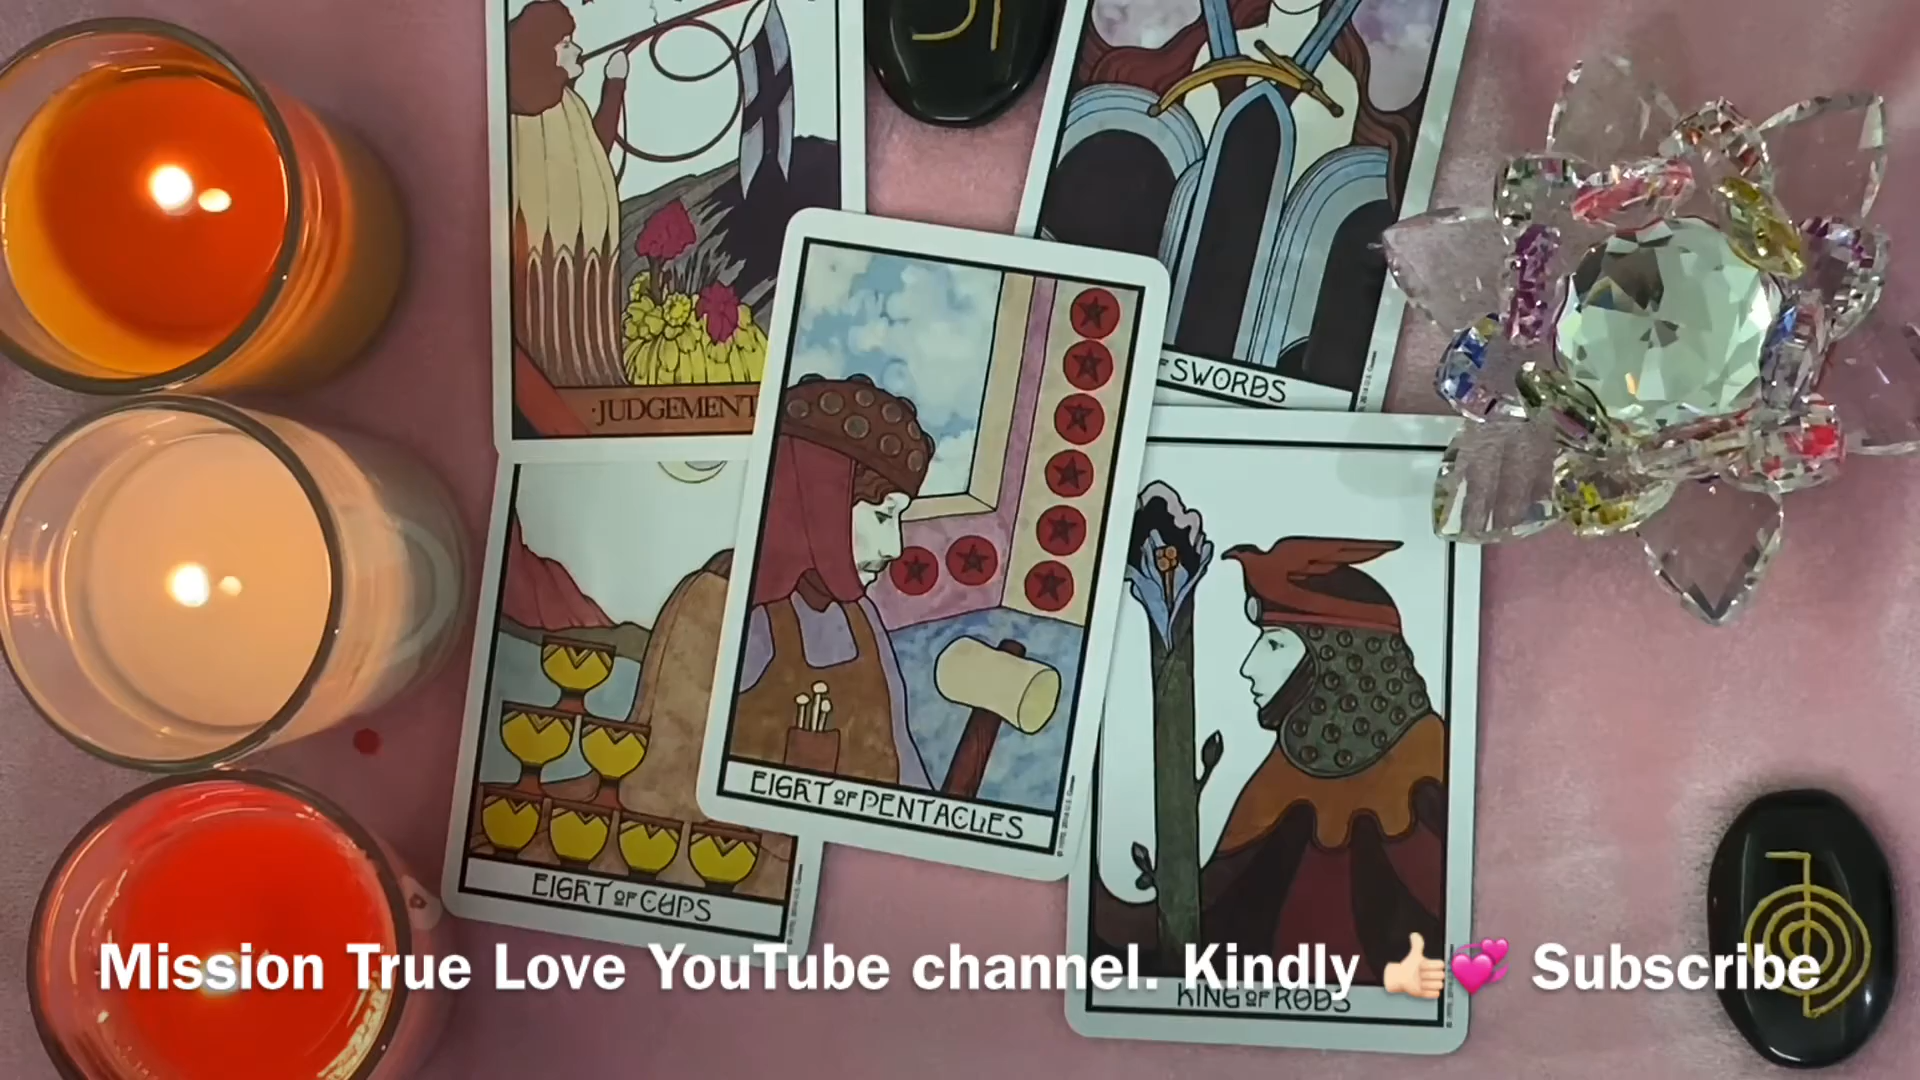 ·JUDGEMENT
SWORDS
EIGHT OF PENTACLES
EIGHT OF CUPS
KING OF RODS
Mission True Love YouTube channel. Kindly 👍🏻💞 Subscribe